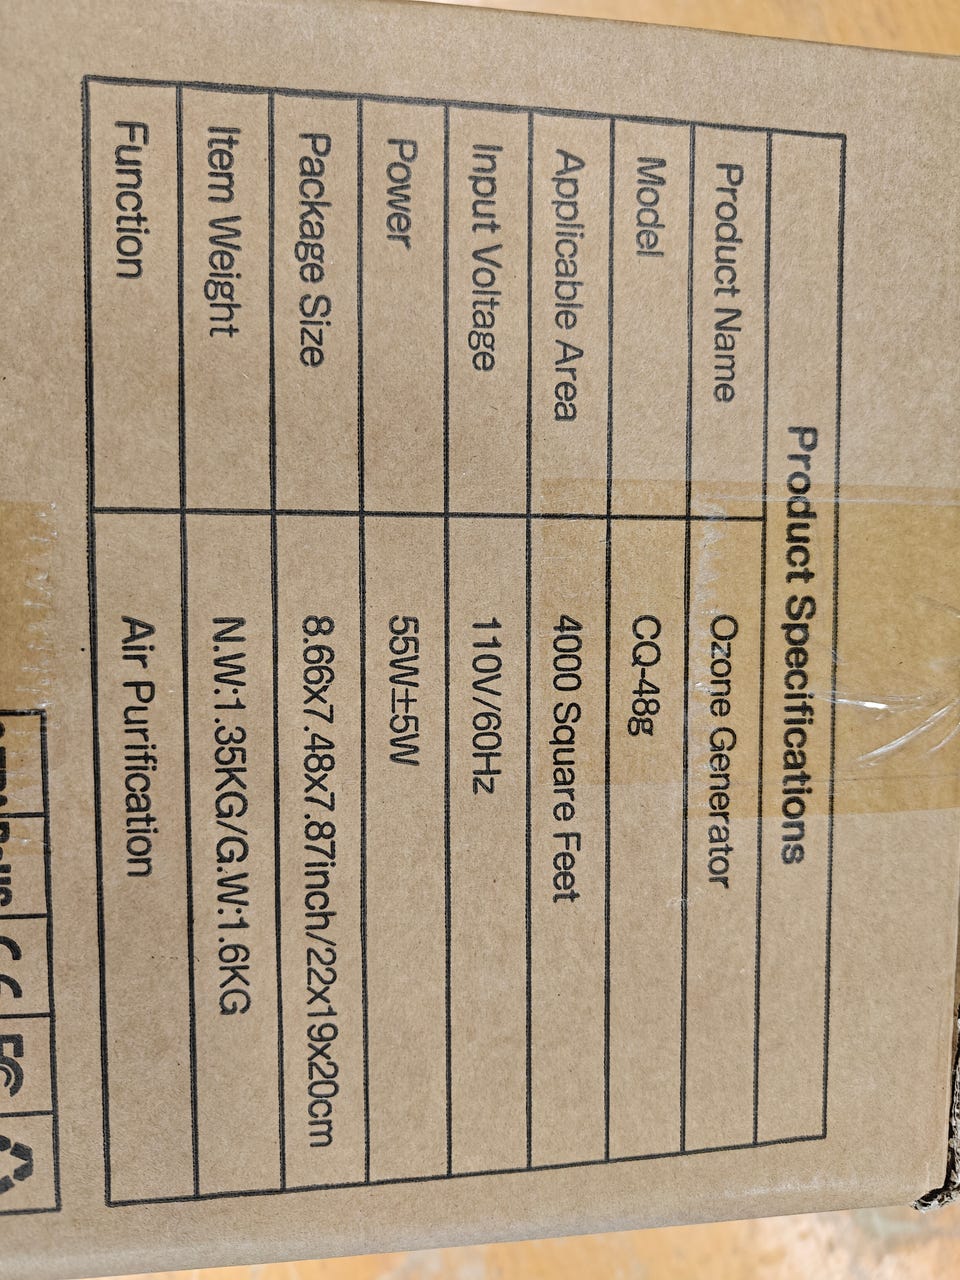 Product Specifications
Product Name Ozone Generator
Model CQ-48g
Applicable Area 4000 Square Feet
Input Voltage 110V/60Hz
Power 55W±5W
Package Size 8.66x7.48x7.87inch/22x19x20cm
Item Weight N.W:1.35KG/G.W:1.6KG
Function Air Purification